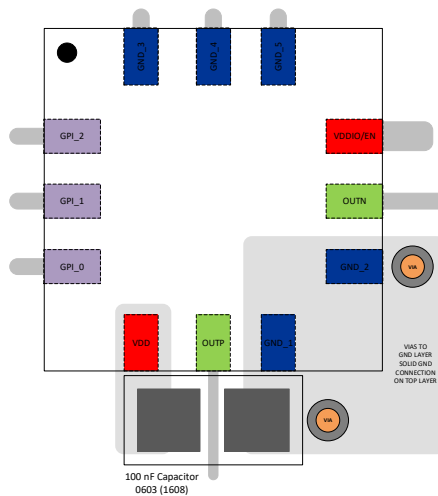 GND_3
GND_4
GND_5
GPI_2
VDDIO/EN
GPI_1
OUTN
GPI_0
GND_2
VIA
VDD
OUTP
GND_1
VIAS TO
GND LAYER
SOLID GND
CONNECTION
ON TOP LAYER
VIA
100 nF Capacitor
0603 (1608)